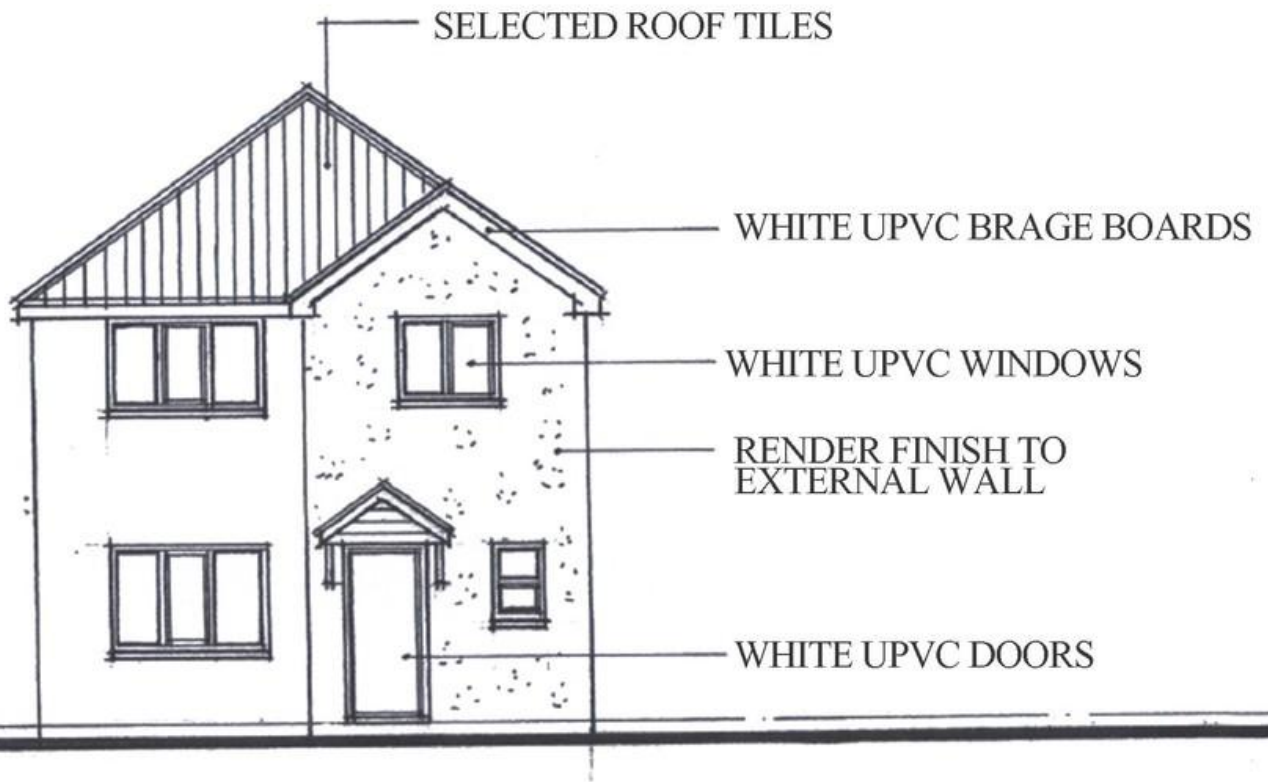 SELECTED ROOF TILES
WHITE UPVC BRAGE BOARDS
WHITE UPVC WINDOWS
RENDER FINISH TO
EXTERNAL WALL
WHITE UPVC DOORS